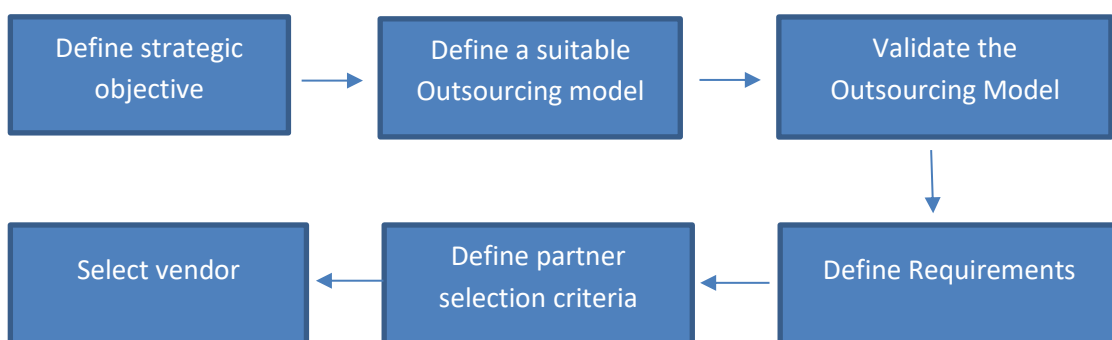 Define strategic
objective
Define a suitable
Outsourcing model
Validate the
Outsourcing Model
Define Requirements
Define partner
selection criteria
Select vendor